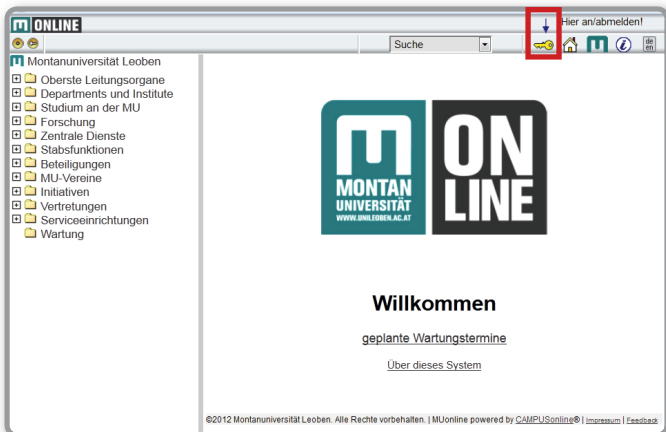 m ONLINE
Hier an/abmelden!
Suche
m i de en
m Montanuniversität Leoben
Oberste Leitungsorgane
Departments und Institute
Studium an der MU
Forschung
Zentrale Dienste
Stabsfunktionen
Beteiligungen
MU-Vereine
Initiativen
Vertretungen
Serviceeinrichtungen
Wartung
m ON
MONTAN LINE
UNIVERSITÄT
WWW.UNILEOBEN.AC.AT
Willkommen
geplante Wartungstermine
Über dieses System
©2012 Montanuniversität Leoben. Alle Rechte vorbehalten. | MUonline powered by CAMPUSonline® | Impressum | Feedback